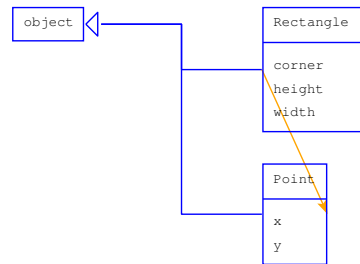 object
Rectangle
corner
height
width
Point
x
y